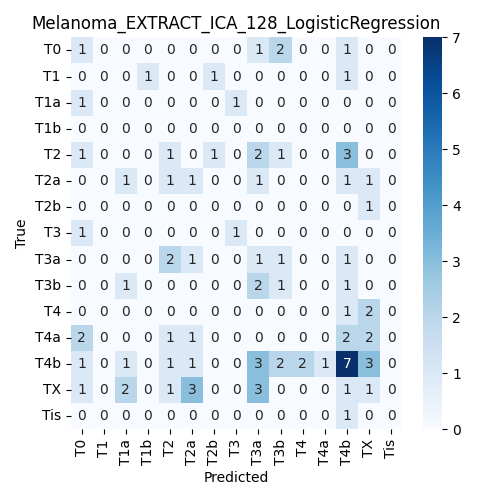 Melanoma_EXTRACT_ICA_128_LogisticRegression
T0 1 0 0 0 0 0 0 0 1 2 0 0 1 0 0
T1 0 0 0 1 0 0 1 0 0 0 0 0 1 0 0
T1a 1 0 0 0 0 0 0 1 0 0 0 0 0 0 0
T1b 0 0 0 0 0 0 0 0 0 0 0 0 0 0 0
T2 1 0 0 0 1 0 1 0 2 1 0 0 3 0 0
T2a 0 0 1 0 1 1 0 0 1 0 0 0 1 1 0
T2b 0 0 0 0 0 0 0 0 0 0 0 0 0 1 0
T3 1 0 0 0 0 0 0 1 0 0 0 0 0 0 0
T3a 0 0 0 0 2 1 0 0 1 1 0 0 1 0 0
T3b 0 0 1 0 0 0 0 0 2 1 0 0 1 0 0
T4 0 0 0 0 0 0 0 0 0 0 0 0 1 2 0
T4a 2 0 0 0 1 1 0 0 0 0 0 0 2 2 0
T4b 1 0 1 0 1 1 0 0 3 2 2 1 7 3 0
TX 1 0 2 0 1 3 0 0 3 0 0 0 1 1 0
Tis 0 0 0 0 0 0 0 0 0 0 0 0 1 0 0
T0 T1 T1a T1b T2 T2a T2b T3 T3a T3b T4 T4a T4b TX Tis
Predicted
True
7
6
5
4
3
2
1
0